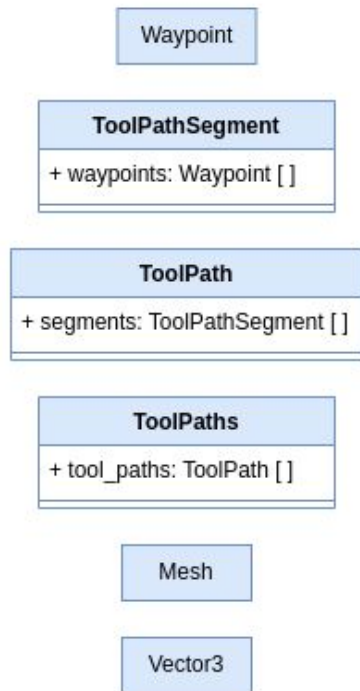 Waypoint
ToolPathSegment
+ waypoints: Waypoint [ ]
ToolPath
+ segments: ToolPathSegment [ ]
ToolPaths
+ tool_paths: ToolPath [ ]
Mesh
Vector3